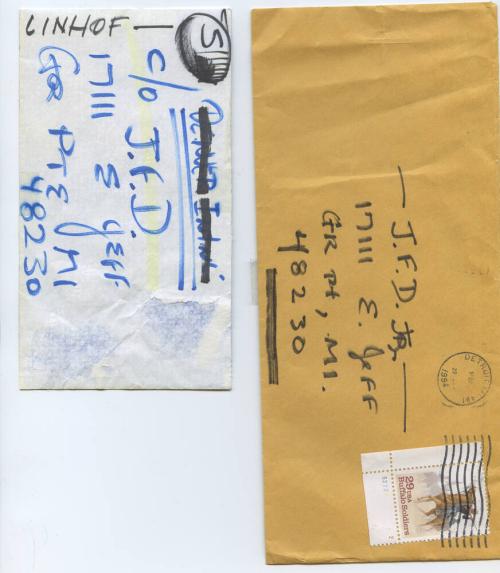 LINHOF —
S
C/O J.F.D.
17111
E JEFF
GR PTE MI
48230
— J.F.D. Jr. —
17111 E. JEFF
GR Pt, MI.
48230
DETROIT, MI
1994
29 USA
Buffalo Soldiers